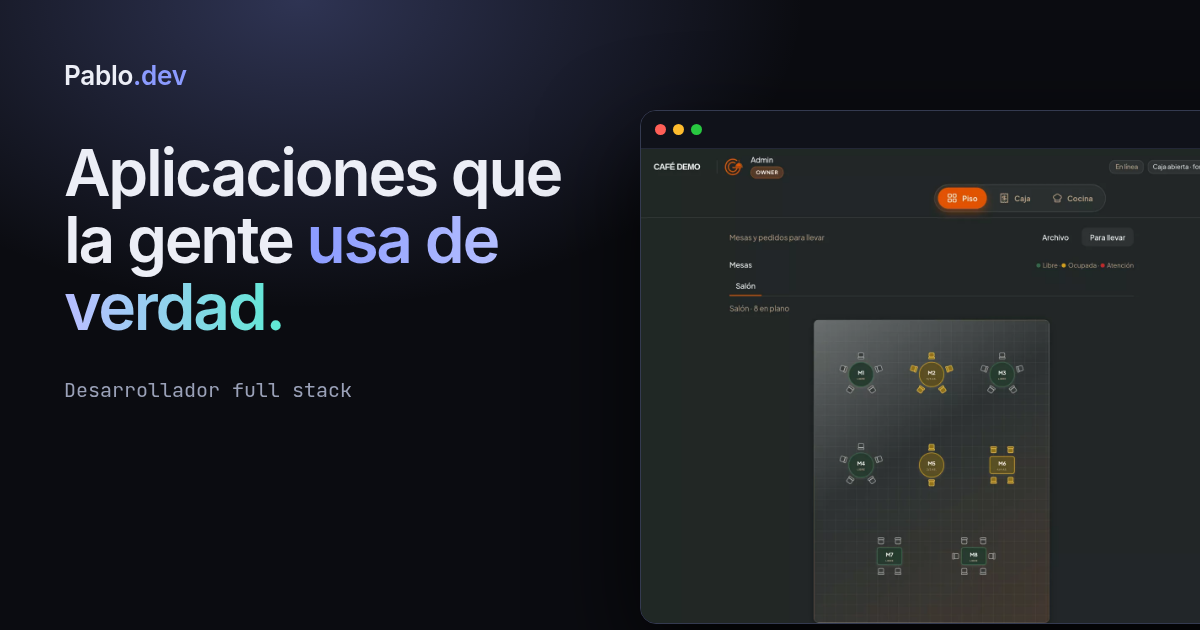 Pablo.dev
Aplicaciones que
la gente usa de
verdad.
Desarrollador full stack
CAFÉ DEMO
Admin
OWNER
En línea
Caja abierta
Piso
Caja
Cocina
Mesas y pedidos para llevar
Archivo
Para llevar
Mesas
Libre
Ocupada
Atención
Salón
Salón · 8 en plano
M1
M2
M3
M4
M5
M6
M7
M8